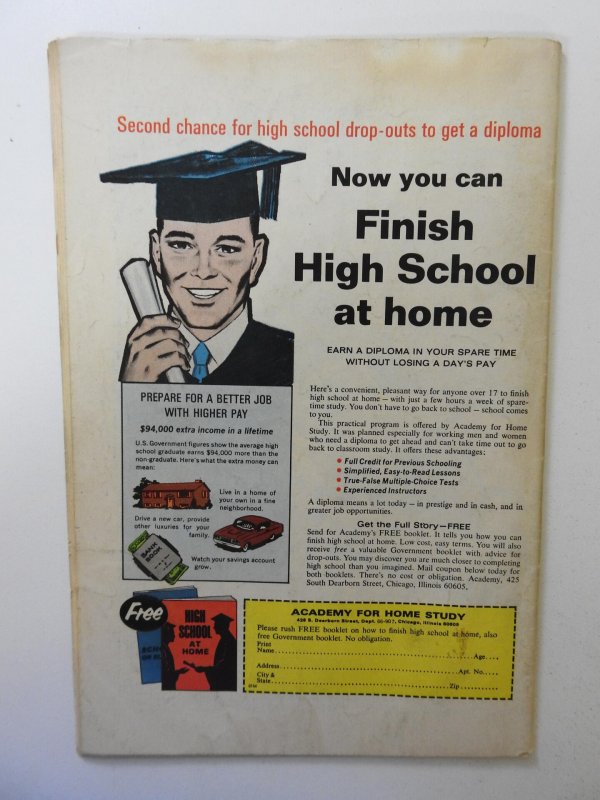 Second chance for high school drop-outs to get a diploma
Now you can
Finish
High School
at home
EARN A DIPLOMA IN YOUR SPARE TIME
WITHOUT LOSING A DAY'S PAY
PREPARE FOR A BETTER JOB
WITH HIGHER PAY
$94,000 extra income in a lifetime
U.S. Government figures show the average high
school graduate earns $94,000 more than the
non-graduate. Here's what the extra money can
mean:
Live in a home of
your own in a fine
neighborhood.
Drive a new car, provide
other luxuries for your
family.
BANK
BOOK
Watch your savings account
grow.
Here's a convenient, pleasant way for anyone over 17 to finish
high school at home — with just a few hours a week of spare-
time study. You don't have to go back to school — school comes
to you.
This practical program is offered by Academy for Home
Study. It was planned especially for working men and women
who need a diploma to get ahead and can't take time out to go
back to classroom study. It offers these advantages:
• Full Credit for Previous Schooling
• Simplified, Easy-to-Read Lessons
• True-False Multiple-Choice Tests
• Experienced Instructors
A diploma means a lot today — in prestige and in cash, and in
greater job opportunities.
Get the Full Story—FREE
Send for Academy's FREE booklet. It tells you how you can
finish high school at home. Low cost, easy terms. You will also
receive free a valuable Government booklet with advice for
drop-outs. You may discover you are much closer to completing
high school than you imagined. Mail coupon below today for
both booklets. There's no cost or obligation. Academy, 425
South Dearborn Street, Chicago, Illinois 60605.
Free
HIGH
SCHOOL
AT
HOME
ACADEMY FOR HOME STUDY
S. Dearborn Street, Dept. Chicago, Illinois 60605
Please rush FREE booklet on how to finish high school at home, also
free Government booklet. No obligation.
Print
Name Age
Address Apt. No.
City &
State Zip